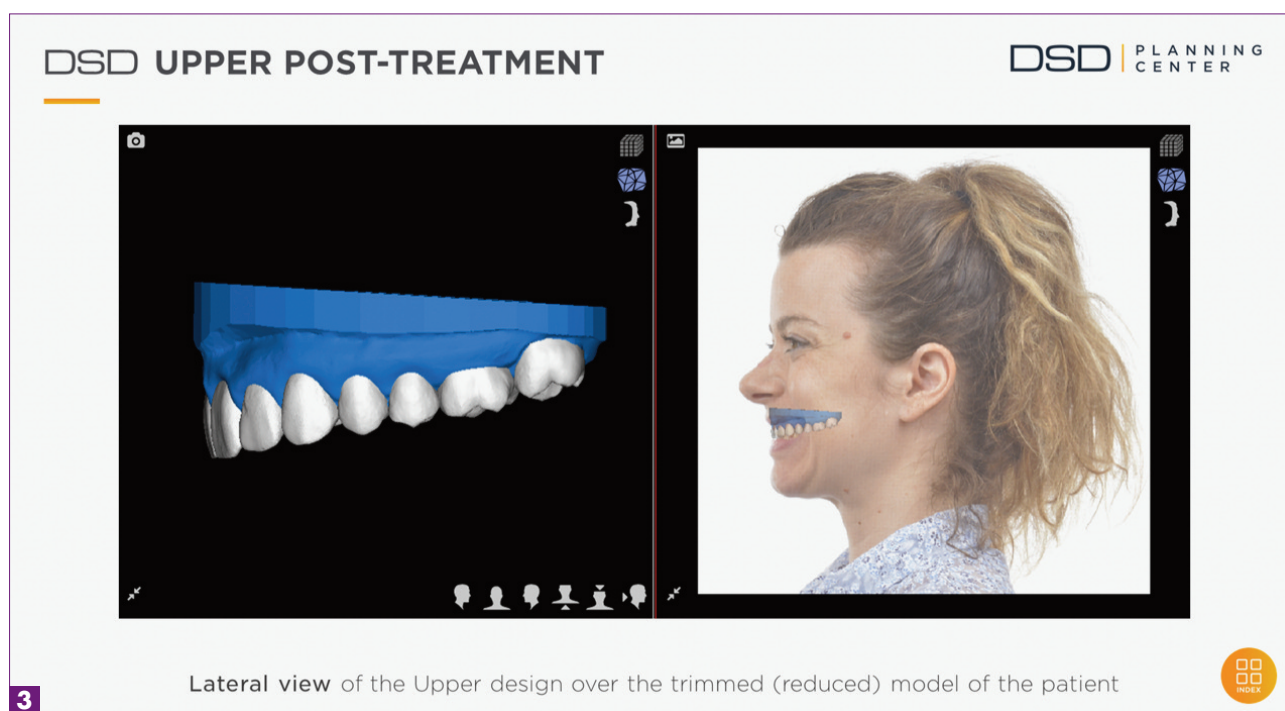 DSD UPPER POST-TREATMENT
DSD PLANNING
CENTER
Lateral view of the Upper design over the trimmed (reduced) model of the patient
INDEX
3